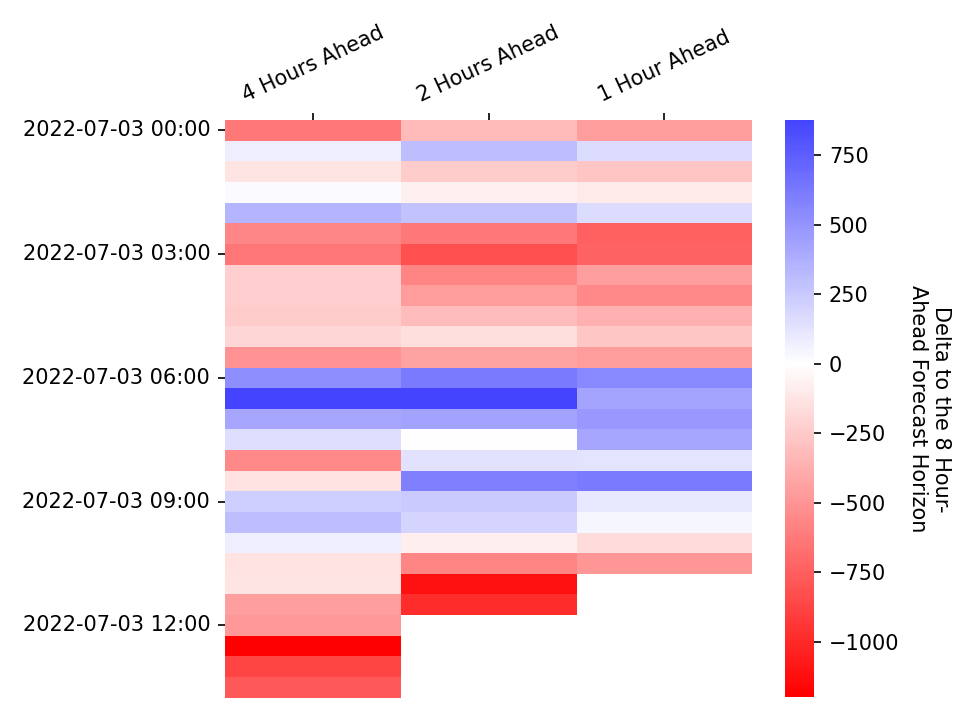 4 Hours Ahead
2 Hours Ahead
1 Hour Ahead
2022-07-03 00:00
2022-07-03 03:00
2022-07-03 06:00
2022-07-03 09:00
2022-07-03 12:00
750
500
250
0
−250
−500
−750
−1000
Delta to the 8 Hour-
Ahead Forecast Horizon